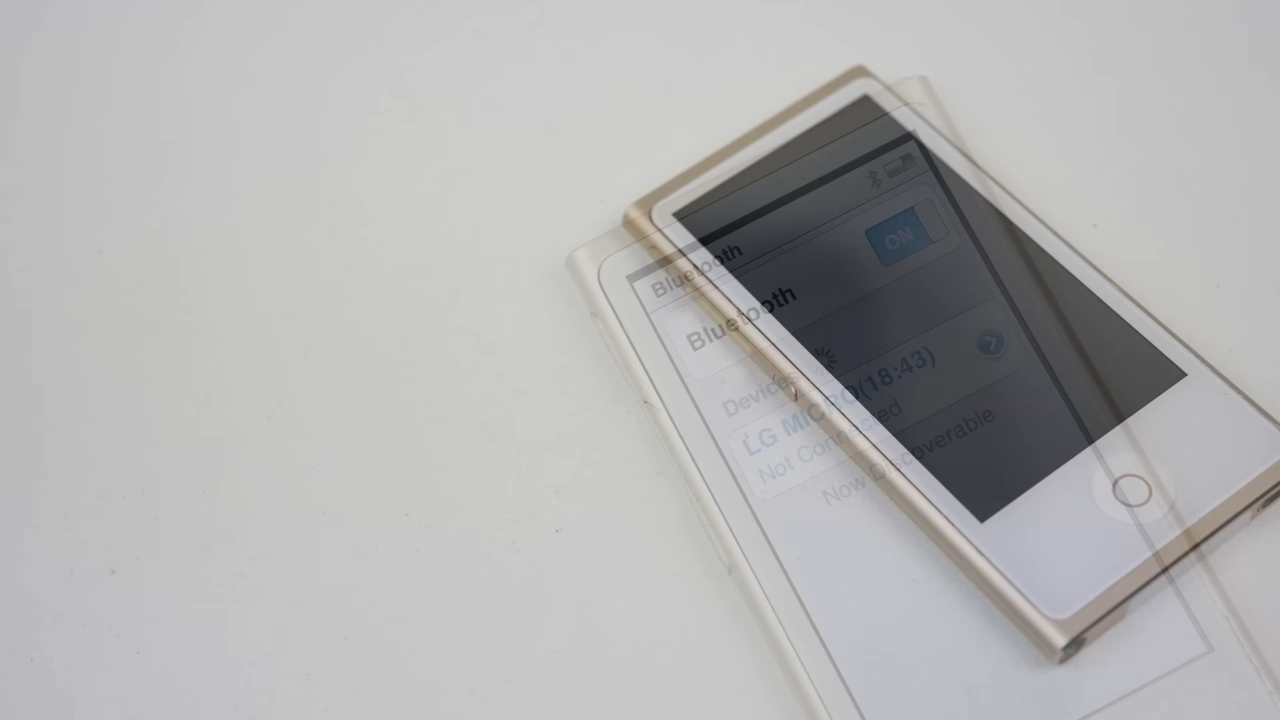 Bluetooth
Bluetooth
ON
Devices
LG MICRO(18:43)
Not Connected
Now Discoverable